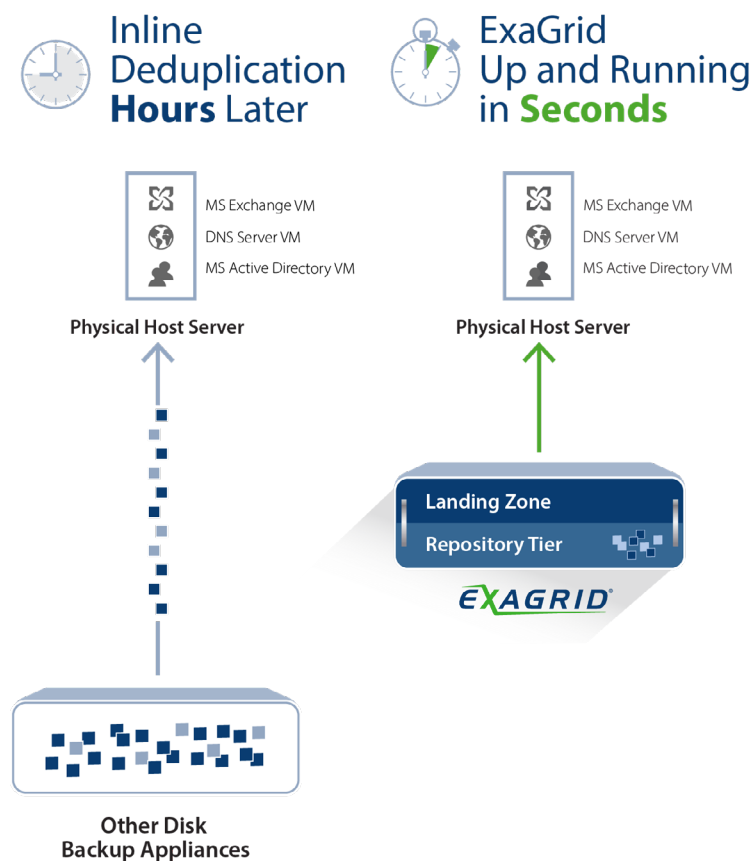 Inline
Deduplication
Hours Later
MS Exchange VM
DNS Server VM
MS Active Directory VM
Physical Host Server
Other Disk
Backup Appliances
ExaGrid
Up and Running
in Seconds
MS Exchange VM
DNS Server VM
MS Active Directory VM
Physical Host Server
Landing Zone
Repository Tier
EXAGRID®